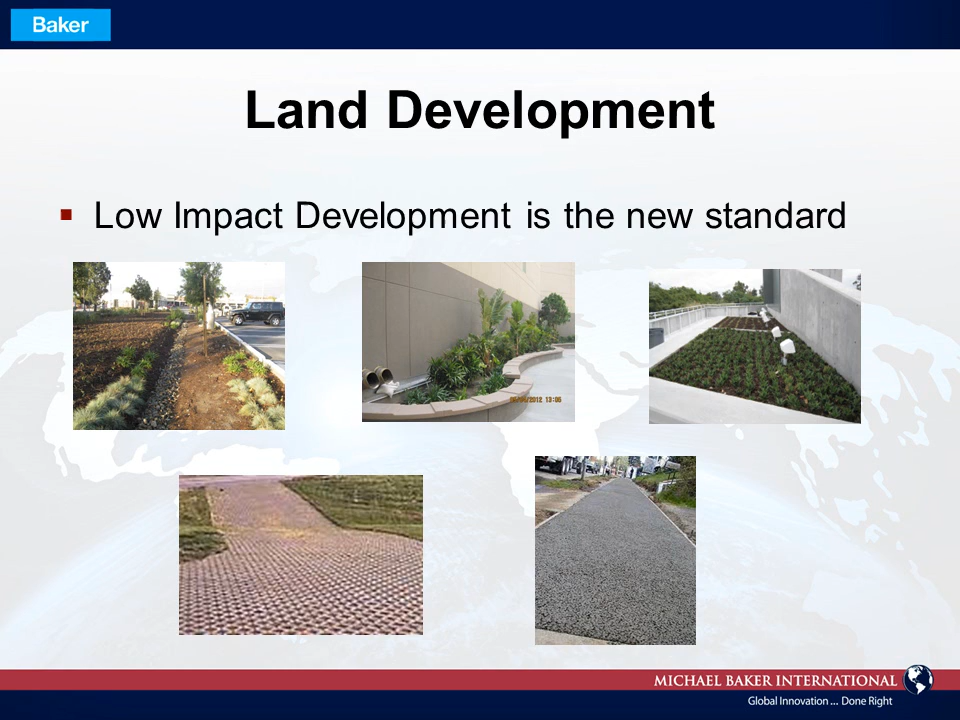 Baker
Land Development
Low Impact Development is the new standard
MICHAEL BAKER INTERNATIONAL
Global Innovation ... Done Right